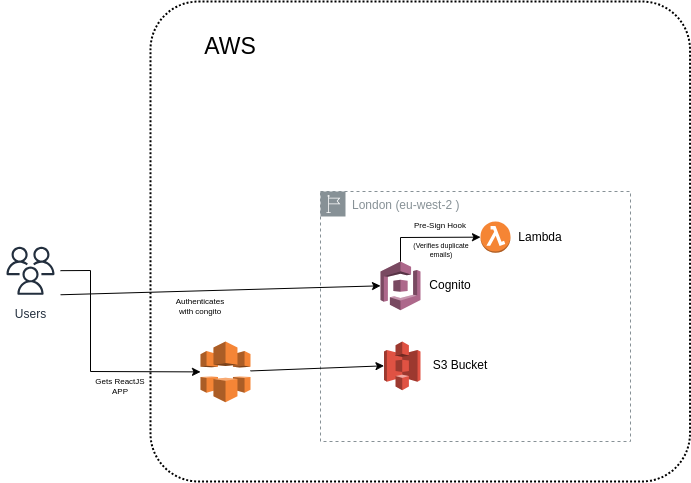 AWS
London (eu-west-2 )
Pre-Sign Hook
(Verifies duplicate
emails)
Lambda
Cognito
Users
Authenticates
with congito
S3 Bucket
Gets ReactJS
APP